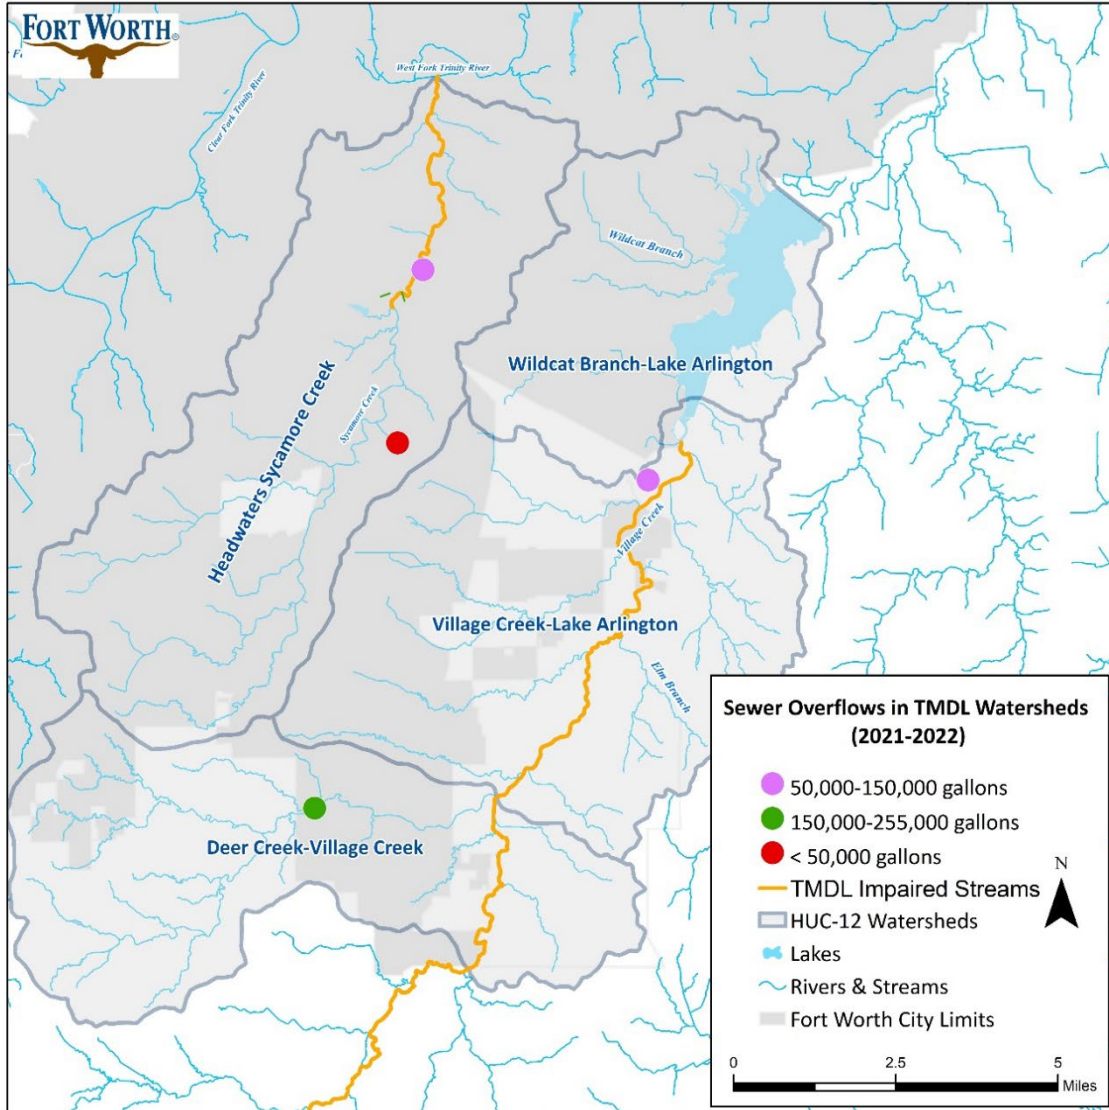 FORT WORTH®
West Fork Trinity River
Clear Fork Trinity River
Wildcat Branch
Wildcat Branch-Lake Arlington
Sycamore Creek
Headwaters Sycamore Creek
Village Creek
Village Creek-Lake Arlington
Elm Branch
Deer Creek-Village Creek
Sewer Overflows in TMDL Watersheds
(2021-2022)
50,000-150,000 gallons
150,000-255,000 gallons
< 50,000 gallons
TMDL Impaired Streams
HUC-12 Watersheds
Lakes
Rivers & Streams
Fort Worth City Limits
N
0 2.5 5
Miles